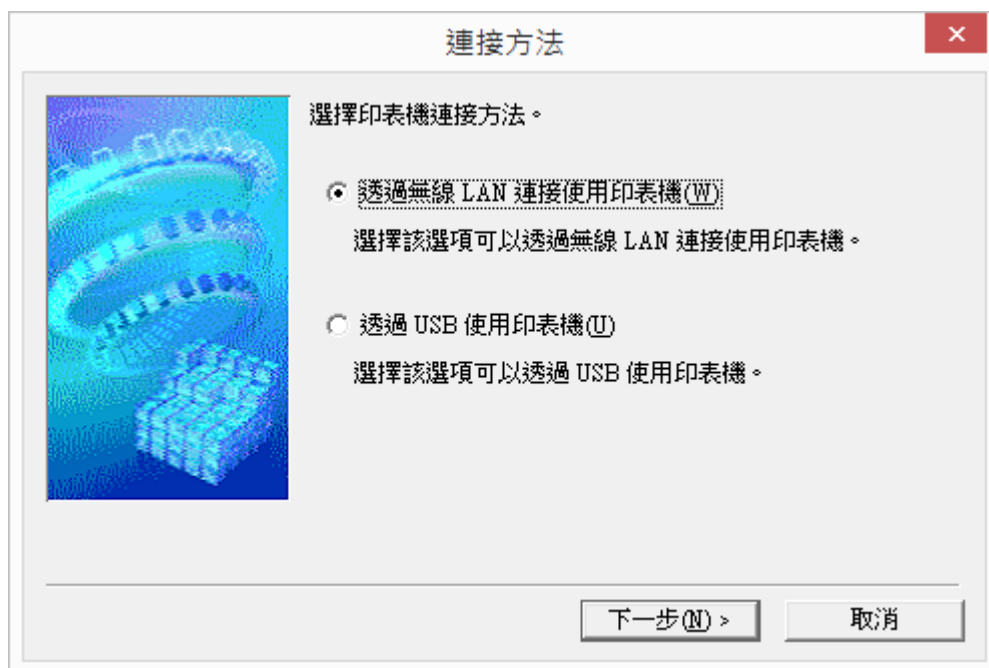 連接方法
選擇印表機連接方法。
透過無線 LAN 連接使用印表機(W)
選擇該選項可以透過無線 LAN 連接使用印表機。
透過 USB 使用印表機(U)
選擇該選項可以透過 USB 使用印表機。
下一步(N) >
取消